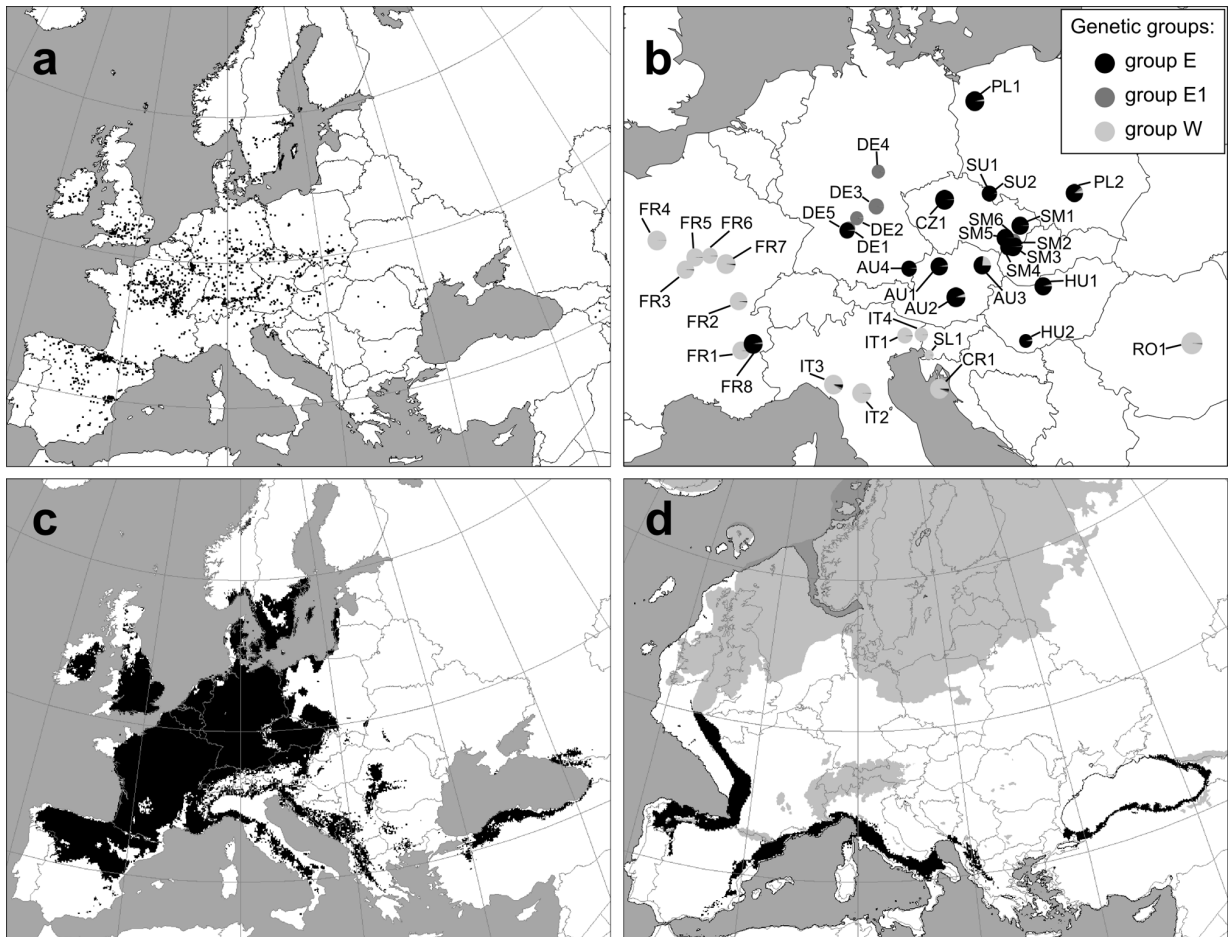 a
b
Genetic groups:
group E
group E1
group W
PL1
DE4
SU1
SU2
PL2
DE3
CZ1
SM6
SM1
FR4
FR5
FR6
DE5
DE2
SM5
SM2
FR7
DE1
SM3
AU4
SM4
FR3
AU1
AU3
HU1
AU2
FR2
IT4
IT1
SL1
HU2
RO1
FR1
CR1
FR8
IT3
IT2
c
d